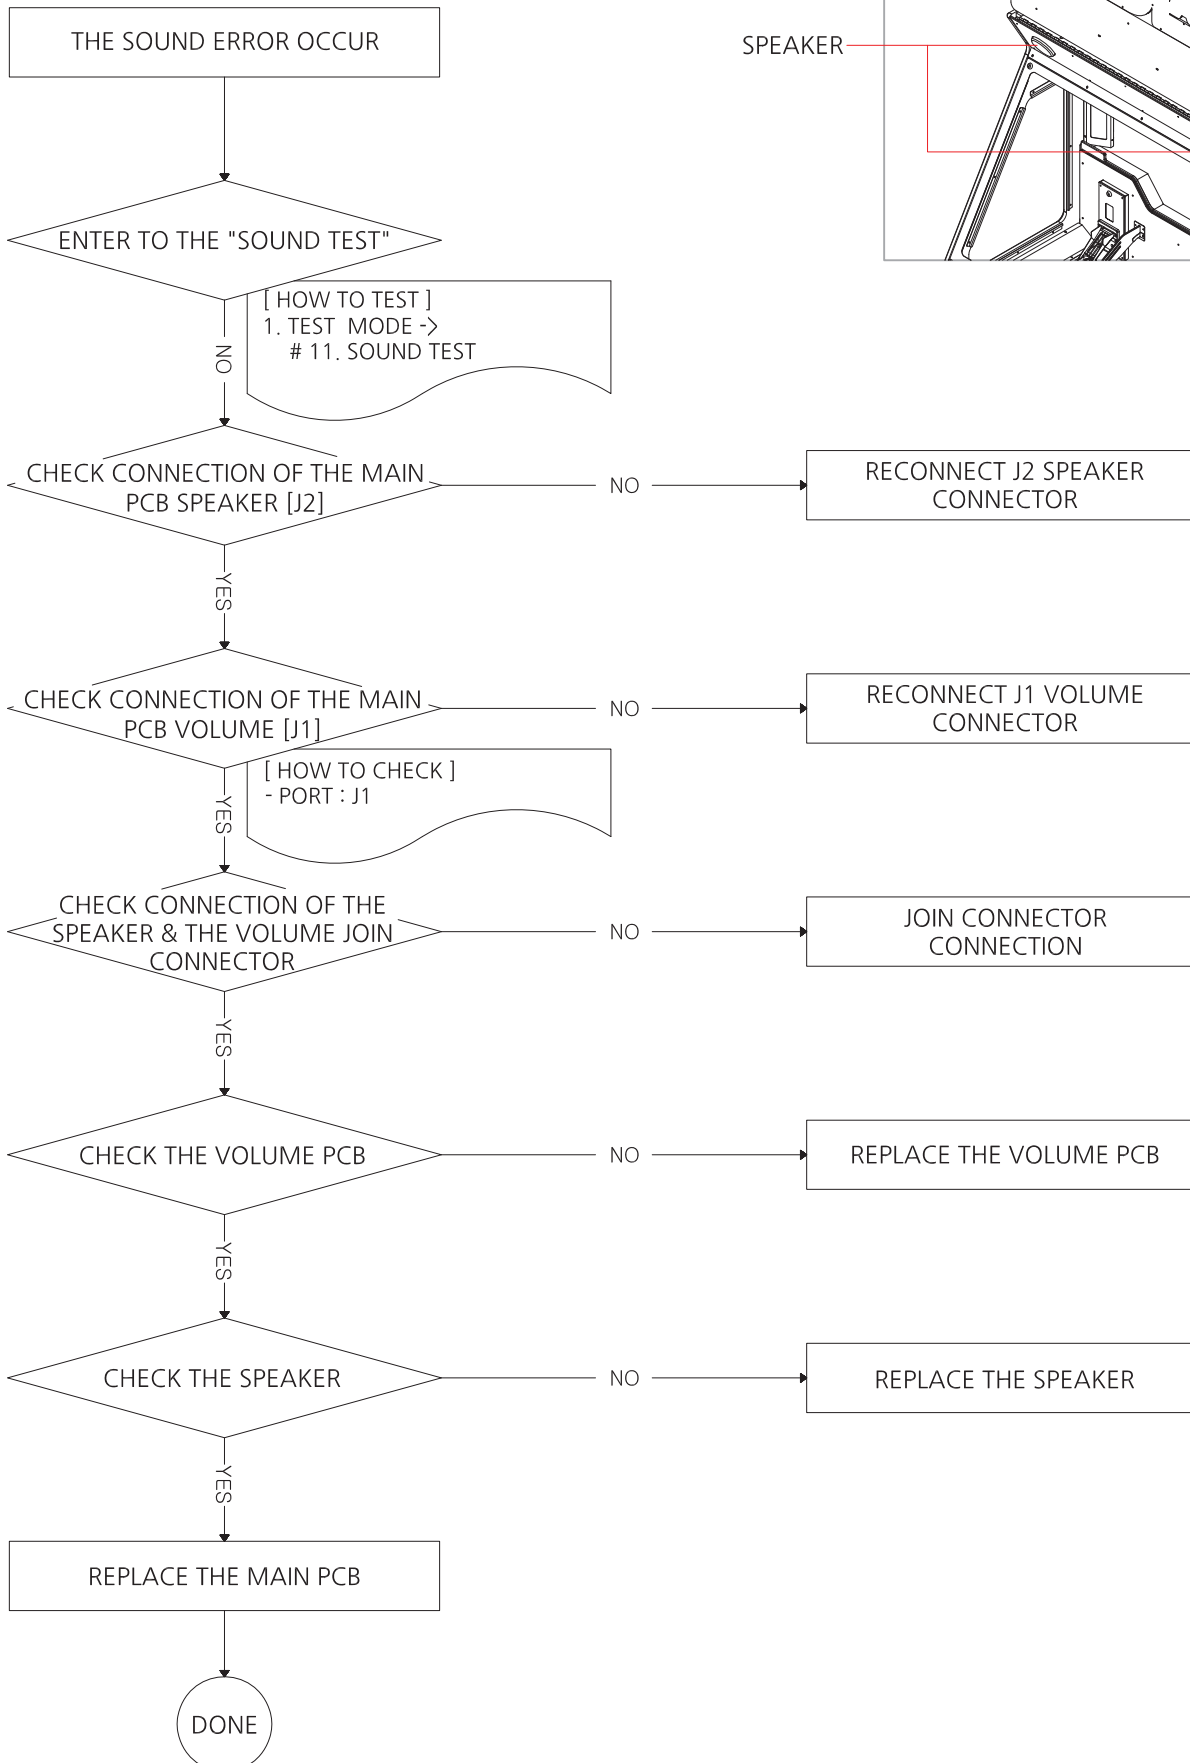 THE SOUND ERROR OCCUR
SPEAKER
ENTER TO THE "SOUND TEST"
[ HOW TO TEST ]
1. TEST MODE ->
# 11. SOUND TEST
NO
CHECK CONNECTION OF THE MAIN
PCB SPEAKER [J2]
NO
RECONNECT J2 SPEAKER
CONNECTOR
YES
CHECK CONNECTION OF THE MAIN
PCB VOLUME [J1]
NO
RECONNECT J1 VOLUME
CONNECTOR
[ HOW TO CHECK ]
- PORT : J1
YES
CHECK CONNECTION OF THE
SPEAKER & THE VOLUME JOIN
CONNECTOR
NO
JOIN CONNECTOR
CONNECTION
YES
CHECK THE VOLUME PCB
NO
REPLACE THE VOLUME PCB
YES
CHECK THE SPEAKER
NO
REPLACE THE SPEAKER
YES
REPLACE THE MAIN PCB
DONE